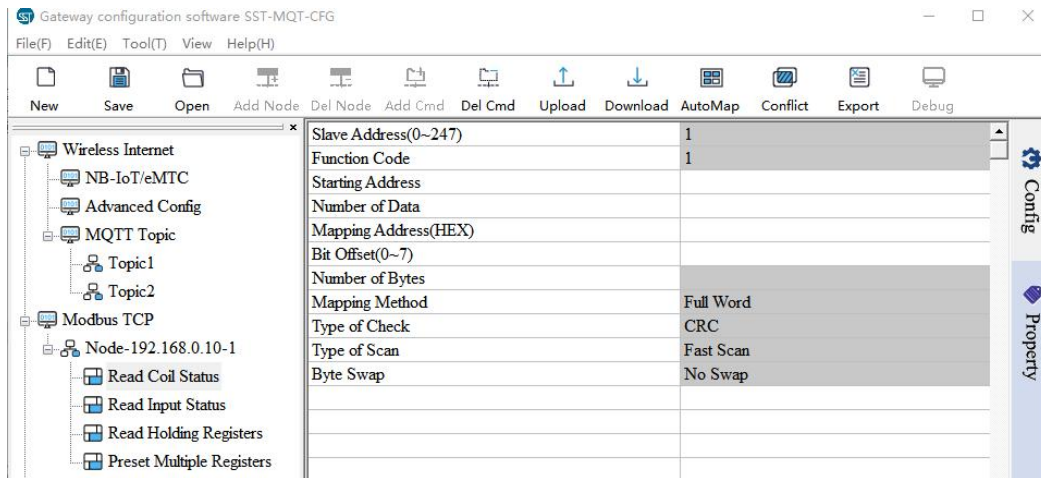 SST Gateway configuration software SST-MQT-CFG
File(F) Edit(E) Tool(T) View Help(H)
New Save Open Add Node Del Node Add Cmd Del Cmd Upload Download AutoMap Conflict Export Debug
Wireless Internet
NB-IoT/eMTC
Advanced Config
MQTT Topic
Topic1
Topic2
Modbus TCP
Node-192.168.0.10-1
Read Coil Status
Read Input Status
Read Holding Registers
Preset Multiple Registers
Slave Address(0~247) 1
Function Code 1
Starting Address
Number of Data
Mapping Address(HEX)
Bit Offset(0~7)
Number of Bytes
Mapping Method Full Word
Type of Check CRC
Type of Scan Fast Scan
Byte Swap No Swap
Config
Property